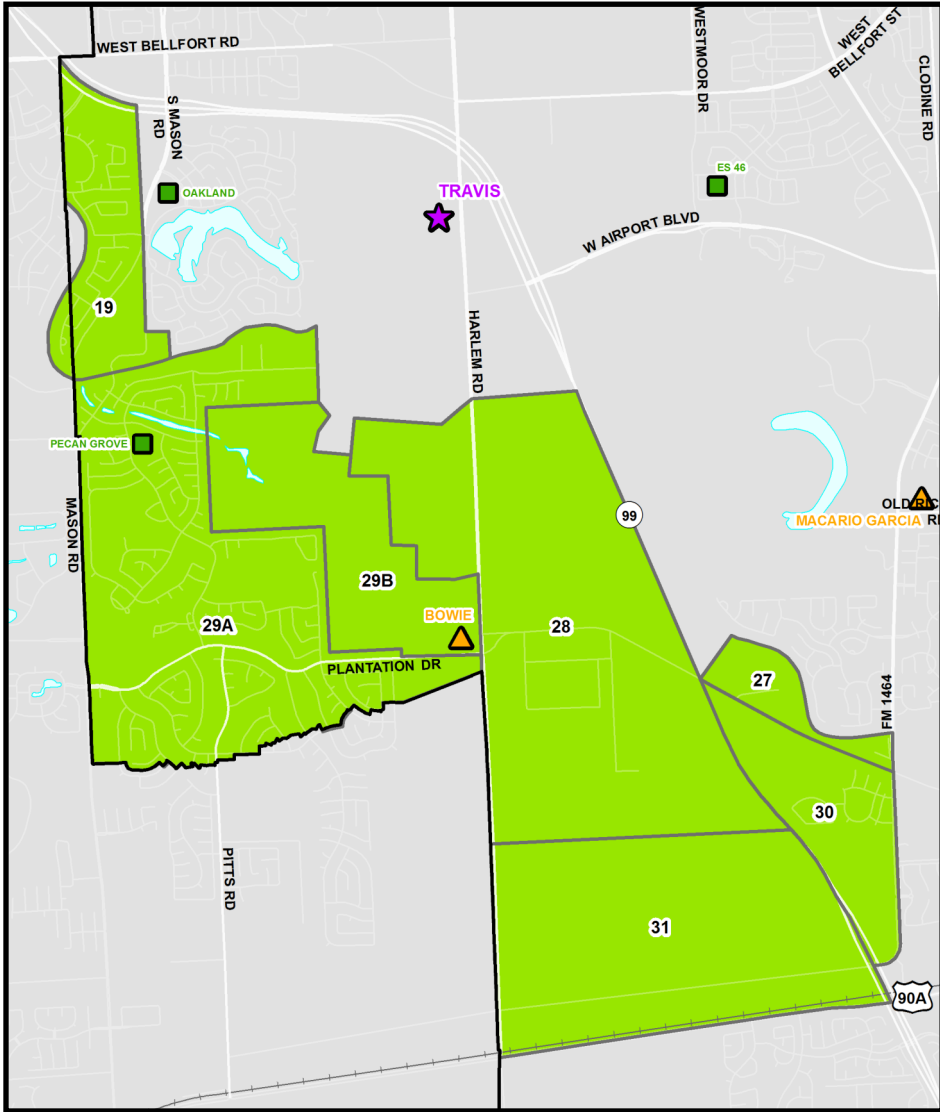 WEST BELLFORT RD
WESTMOOR DR
WEST
BELLFORT ST
CLODINE RD
S MASON
RD
OAKLAND
ES 46
TRAVIS
W AIRPORT BLVD
19
HARLEM RD
PECAN GROVE
MASON RD
99
OLD RIC
MACARIO GARCIA R
29B
BOWIE
29A
28
PLANTATION DR
27
FM 1464
30
PITTS RD
31
90A